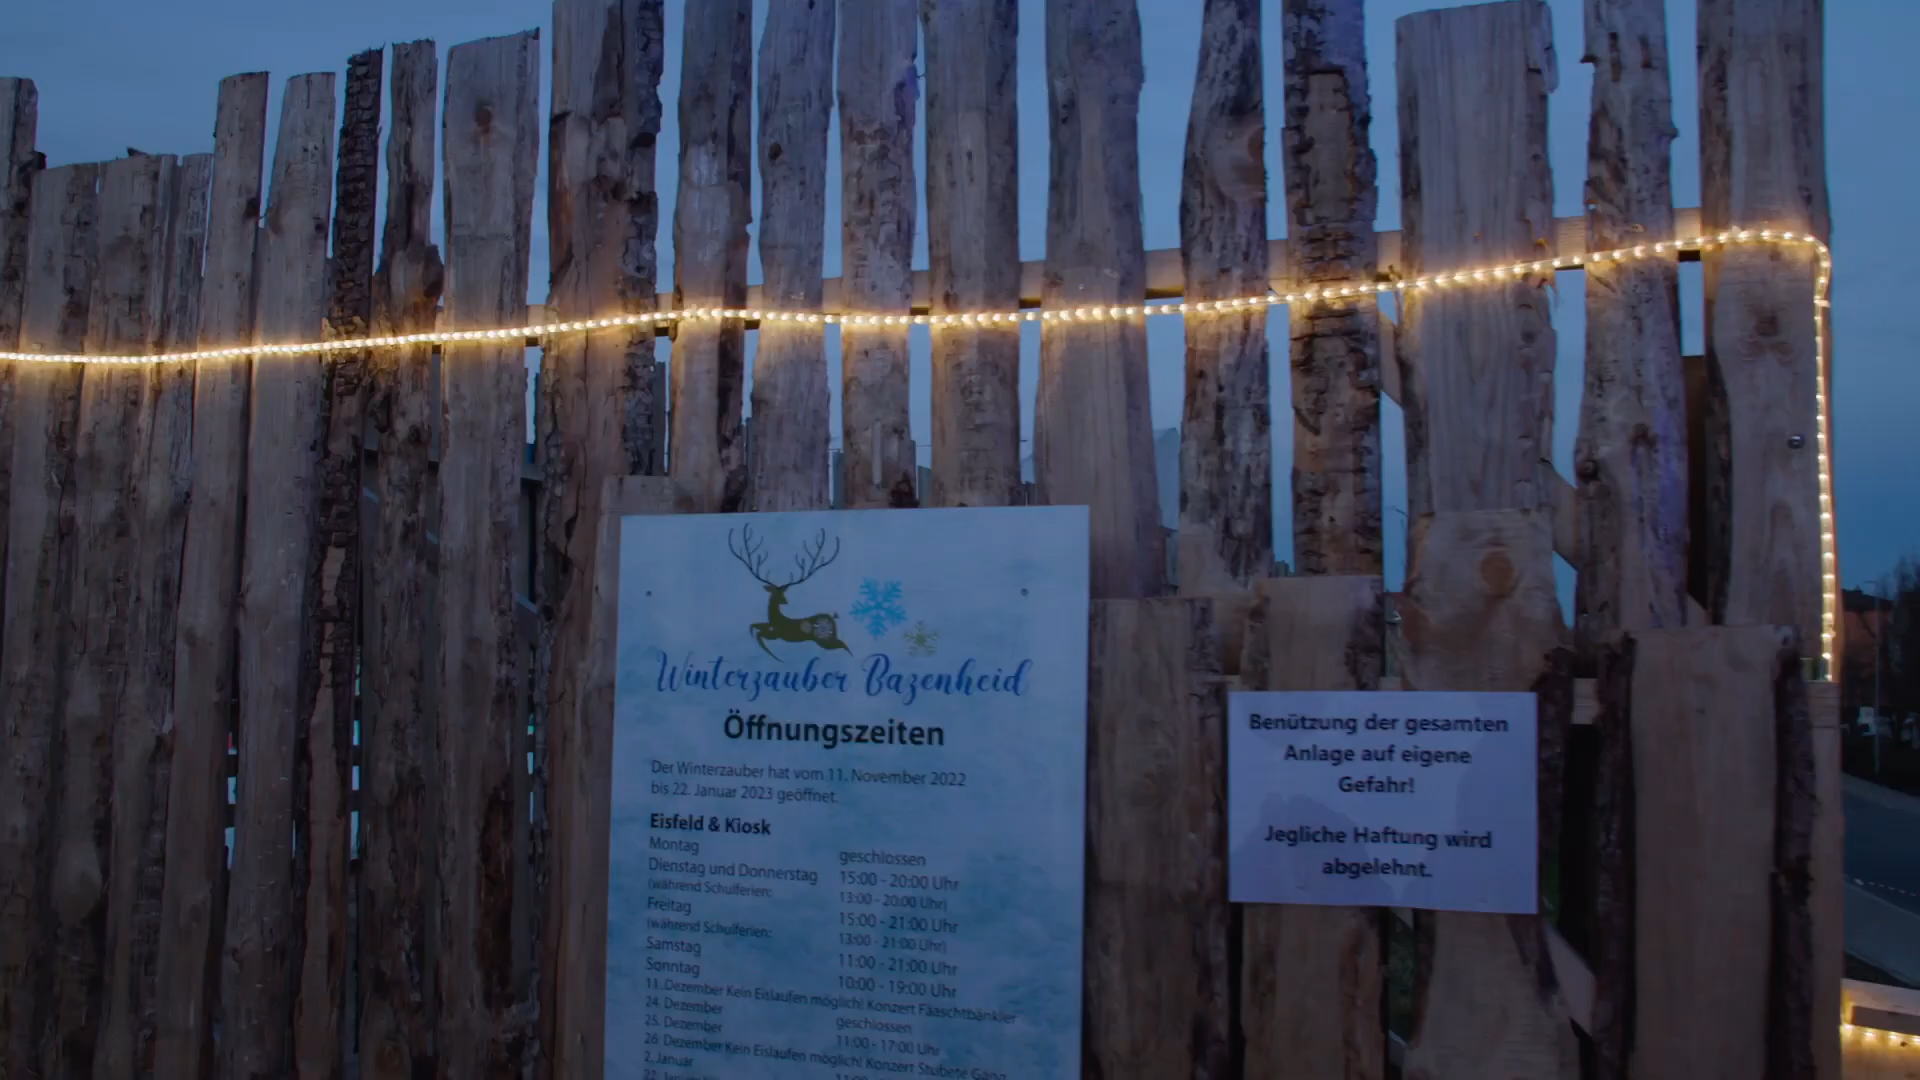 Winterzauber Bazenheid
Öffnungszeiten
Der Winterzauber hat vom 11. November 2022
bis 22. Januar 2023 geöffnet.
Eisfeld & Kiosk
Montag geschlossen
Dienstag und Donnerstag 15:00 - 20:00 Uhr
(während Schulferien: 13:00 - 20:00 Uhr)
Freitag 15:00 - 21:00 Uhr
(während Schulferien: 13:00 - 21:00 Uhr)
Samstag 11:00 - 21:00 Uhr
Sonntag 10:00 - 19:00 Uhr
11. Dezember Kein Eislaufen möglich! Konzert Fääschtbänkler
24. Dezember geschlossen
25. Dezember 11:00 - 17:00 Uhr
26. Dezember Kein Eislaufen möglich! Konzert Stubete Gäng
2. Januar
Benützung der gesamten
Anlage auf eigene
Gefahr!
Jegliche Haftung wird
abgelehnt.